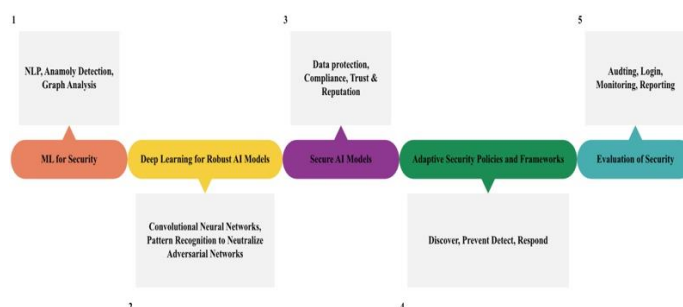 1
3
5
NLP, Anamoly Detection,
Graph Analysis
Data protection,
Compliance, Trust &
Reputation
Audting, Login,
Monitoring, Reporting
ML for Security
Deep Learning for Robust AI Models
Secure AI Models
Adaptive Security Policies and Frameworks
Evaluation of Security
Convolutional Neural Networks,
Pattern Recognition to Neutralize
Adversarial Networks
Discover, Prevent Detect, Respond